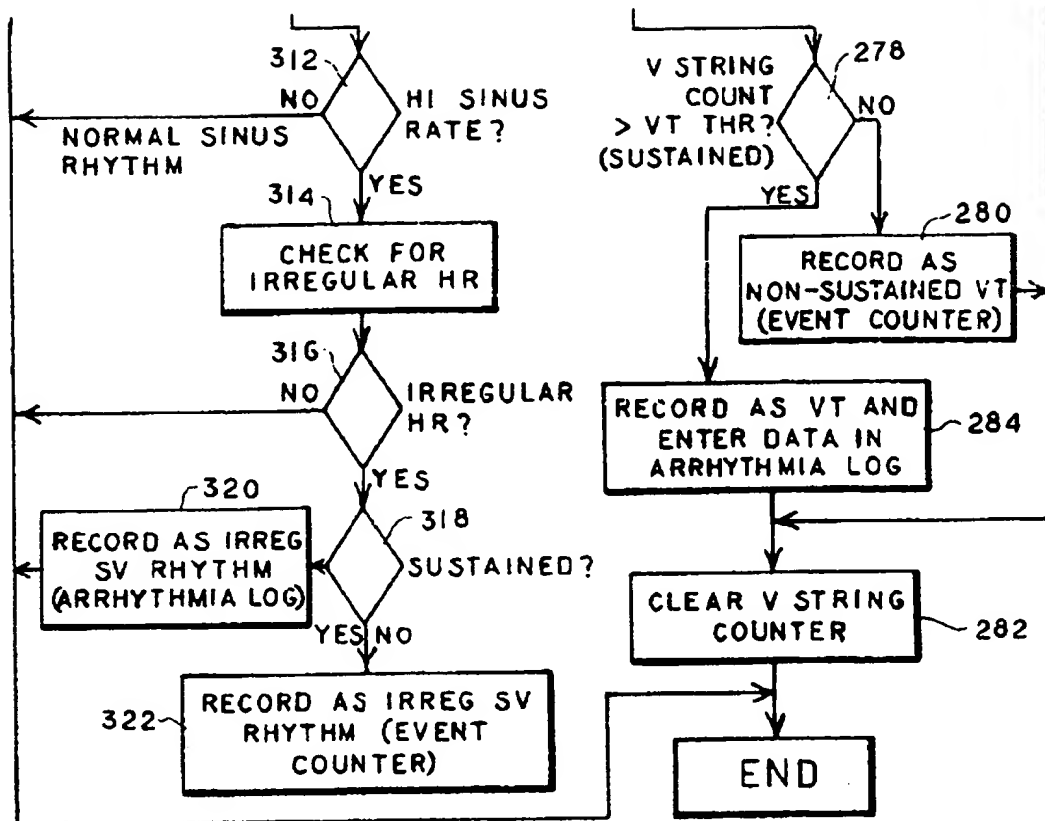 312
NO
HI SINUS
RATE?
NORMAL SINUS
RHYTHM
YES
314
CHECK FOR
IRREGULAR HR
316
NO
IRREGULAR
HR?
YES
318
320
SUSTAINED?
RECORD AS IRREG
SV RHYTHM
(ARRHYTHMIA LOG)
YES
NO
322
RECORD AS IRREG SV
RHYTHM (EVENT
COUNTER)
278
V STRING
COUNT
> VT THR?
(SUSTAINED)
NO
YES
280
RECORD AS
NON-SUSTAINED VT
(EVENT COUNTER)
RECORD AS VT AND
ENTER DATA IN
ARRHYTHMIA LOG
284
CLEAR V STRING
COUNTER
282
END